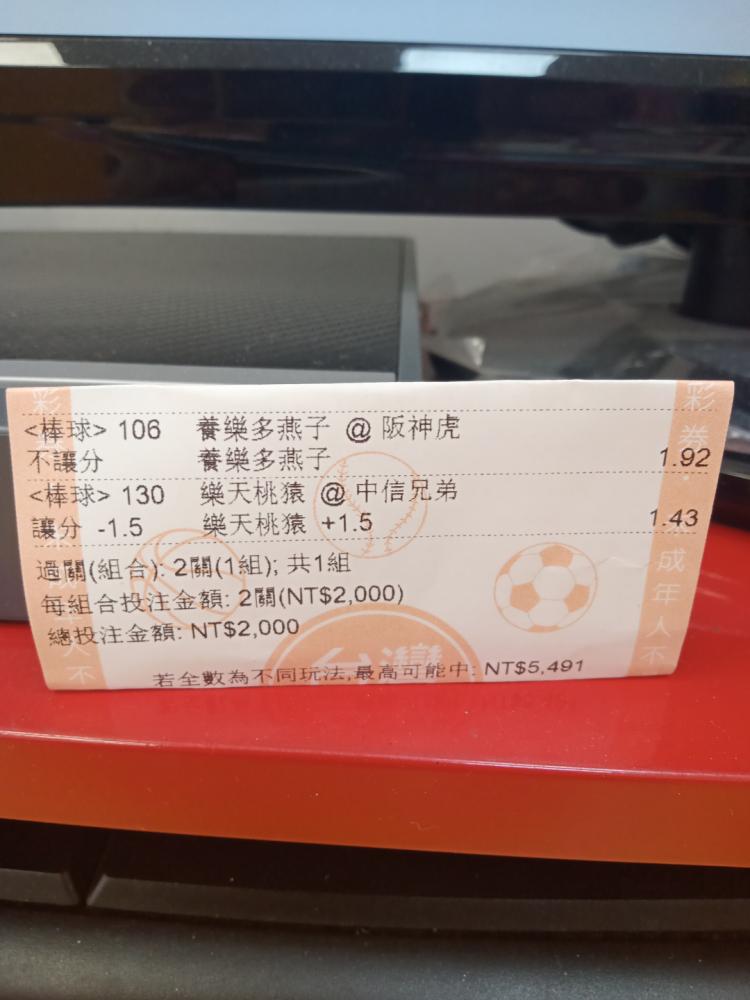 <棒球> 106 養樂多燕子 @ 阪神虎
不讓分 養樂多燕子 1.92
<棒球> 130 樂天桃猿 @ 中信兄弟
讓分 -1.5 樂天桃猿 +1.5 1.43
過關(組合): 2關(1組); 共1組
每組合投注金額: 2關(NT$2,000)
總投注金額: NT$2,000
若全數為不同玩法,最高可能中: NT$5,491
彩券
成年人不
彩
人不
台灣